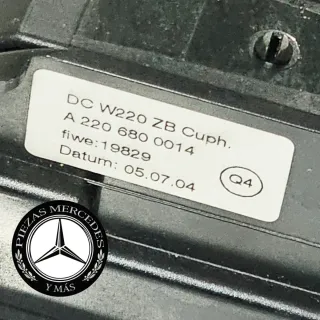 DC W220 ZB Cuph.
A 220 680 0014
fiwe:19829
Datum: 05.07.04
Q4
PIEZAS MERCEDES
Y MÁS